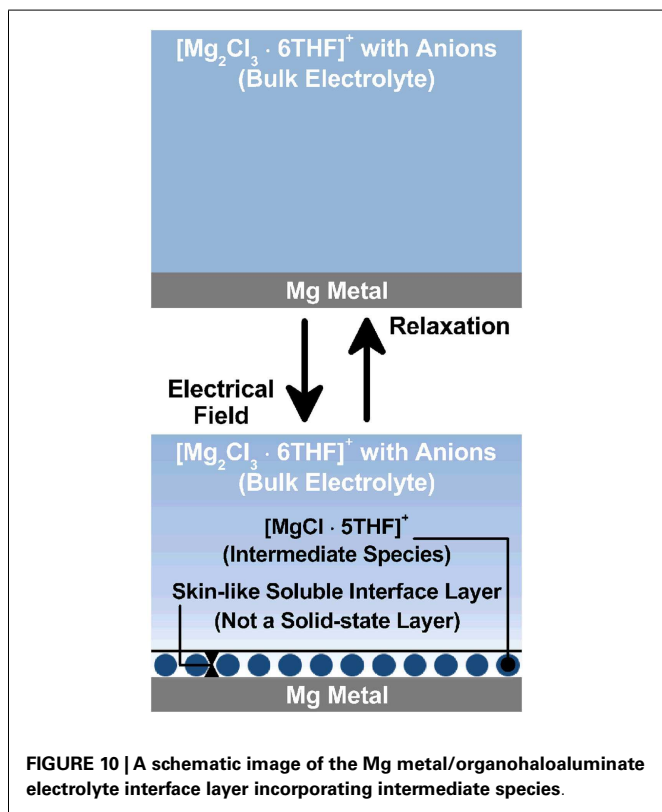 [Mg₂Cl₃ · 6THF]⁺ with Anions
(Bulk Electrolyte)
Mg Metal
Relaxation
Electrical
Field
[Mg₂Cl₃ · 6THF]⁺ with Anions
(Bulk Electrolyte)
[MgCl · 5THF]⁺
(Intermediate Species)
Skin-like Soluble Interface Layer
(Not a Solid-state Layer)
Mg Metal
FIGURE 10 | A schematic image of the Mg metal/organohaloaluminate
electrolyte interface layer incorporating intermediate species.